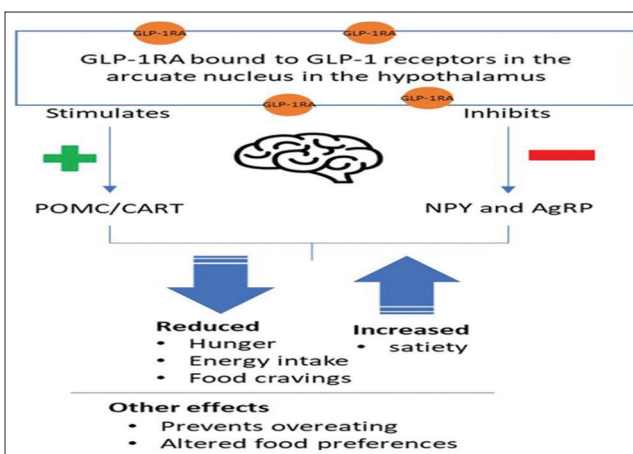 GLP-1RA GLP-1RA
GLP-1RA bound to GLP-1 receptors in the
arcuate nucleus in the hypothalamus
GLP-1RA GLP-1RA
Stimulates Inhibits
POMC/CART NPY and AgRP
Reduced
• Hunger
• Energy intake
• Food cravings
Increased
• satiety
Other effects
• Prevents overeating
• Altered food preferences